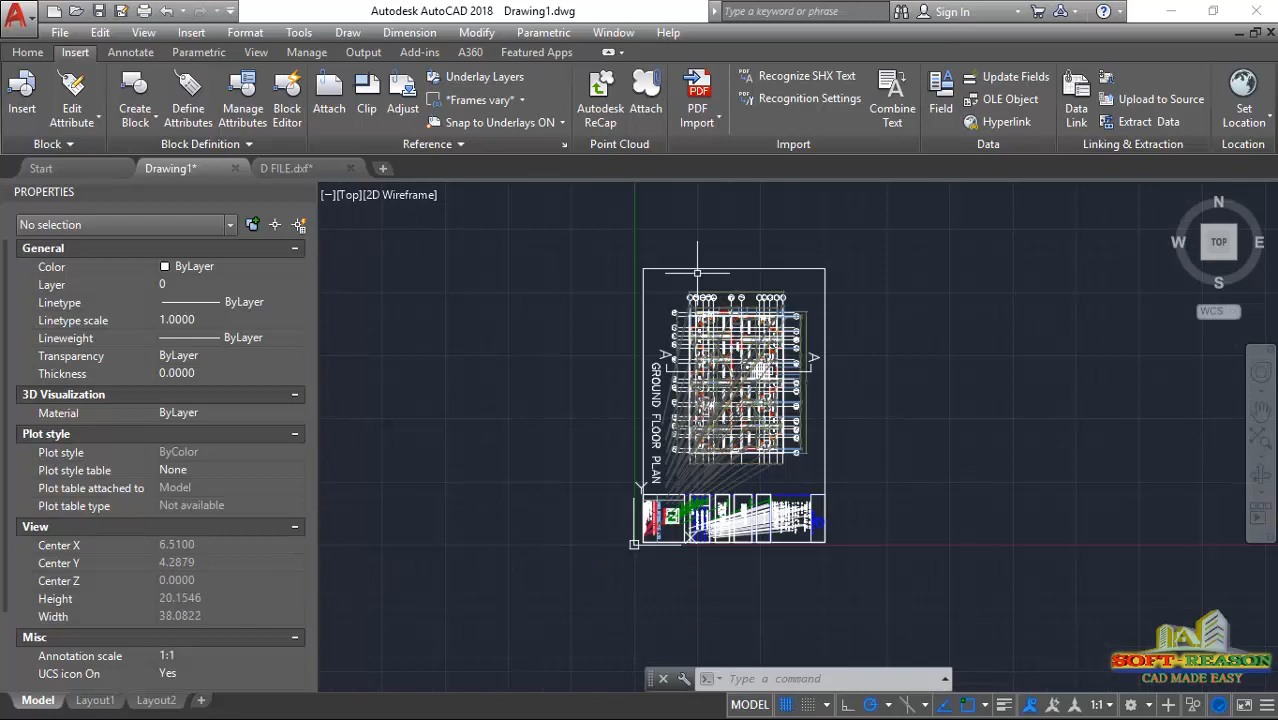 Autodesk AutoCAD 2018 Drawing1.dwg
Type a keyword or phrase
Sign In
File Edit View Insert Format Tools Draw Dimension Modify Parametric Window Help
Home Insert Annotate Parametric View Manage Output Add-ins A360 Featured Apps
Insert
Edit Attribute
Create Block
Define Attributes
Manage Attributes
Block Editor
Attach
Clip
Adjust
Underlay Layers
*Frames vary*
Snap to Underlays ON
Autodesk ReCap
Attach
PDF Import
Recognize SHX Text
Recognition Settings
Combine Text
Field
Update Fields
OLE Object
Hyperlink
Data Link
Upload to Source
Extract Data
Set Location
Block
Block Definition
Reference
Point Cloud
Import
Data
Linking & Extraction
Location
Start
Drawing1*
D FILE.dxf*
PROPERTIES
No selection
General
Color ByLayer
Layer 0
Linetype ByLayer
Linetype scale 1.0000
Lineweight ByLayer
Transparency ByLayer
Thickness 0.0000
3D Visualization
Material ByLayer
Plot style
Plot style ByColor
Plot style table None
Plot table attached to Model
Plot table type Not available
View
Center X 6.5100
Center Y 4.2879
Center Z 0.0000
Height 20.1546
Width 38.0822
Misc
Annotation scale 1:1
UCS icon On Yes
[−][Top][2D Wireframe]
N
W TOP E
S
WCS
A A
GROUND FLOOR PLAN
Y
X
Type a command
SOFT-REASON
CAD MADE EASY
Model Layout1 Layout2
MODEL
1:1